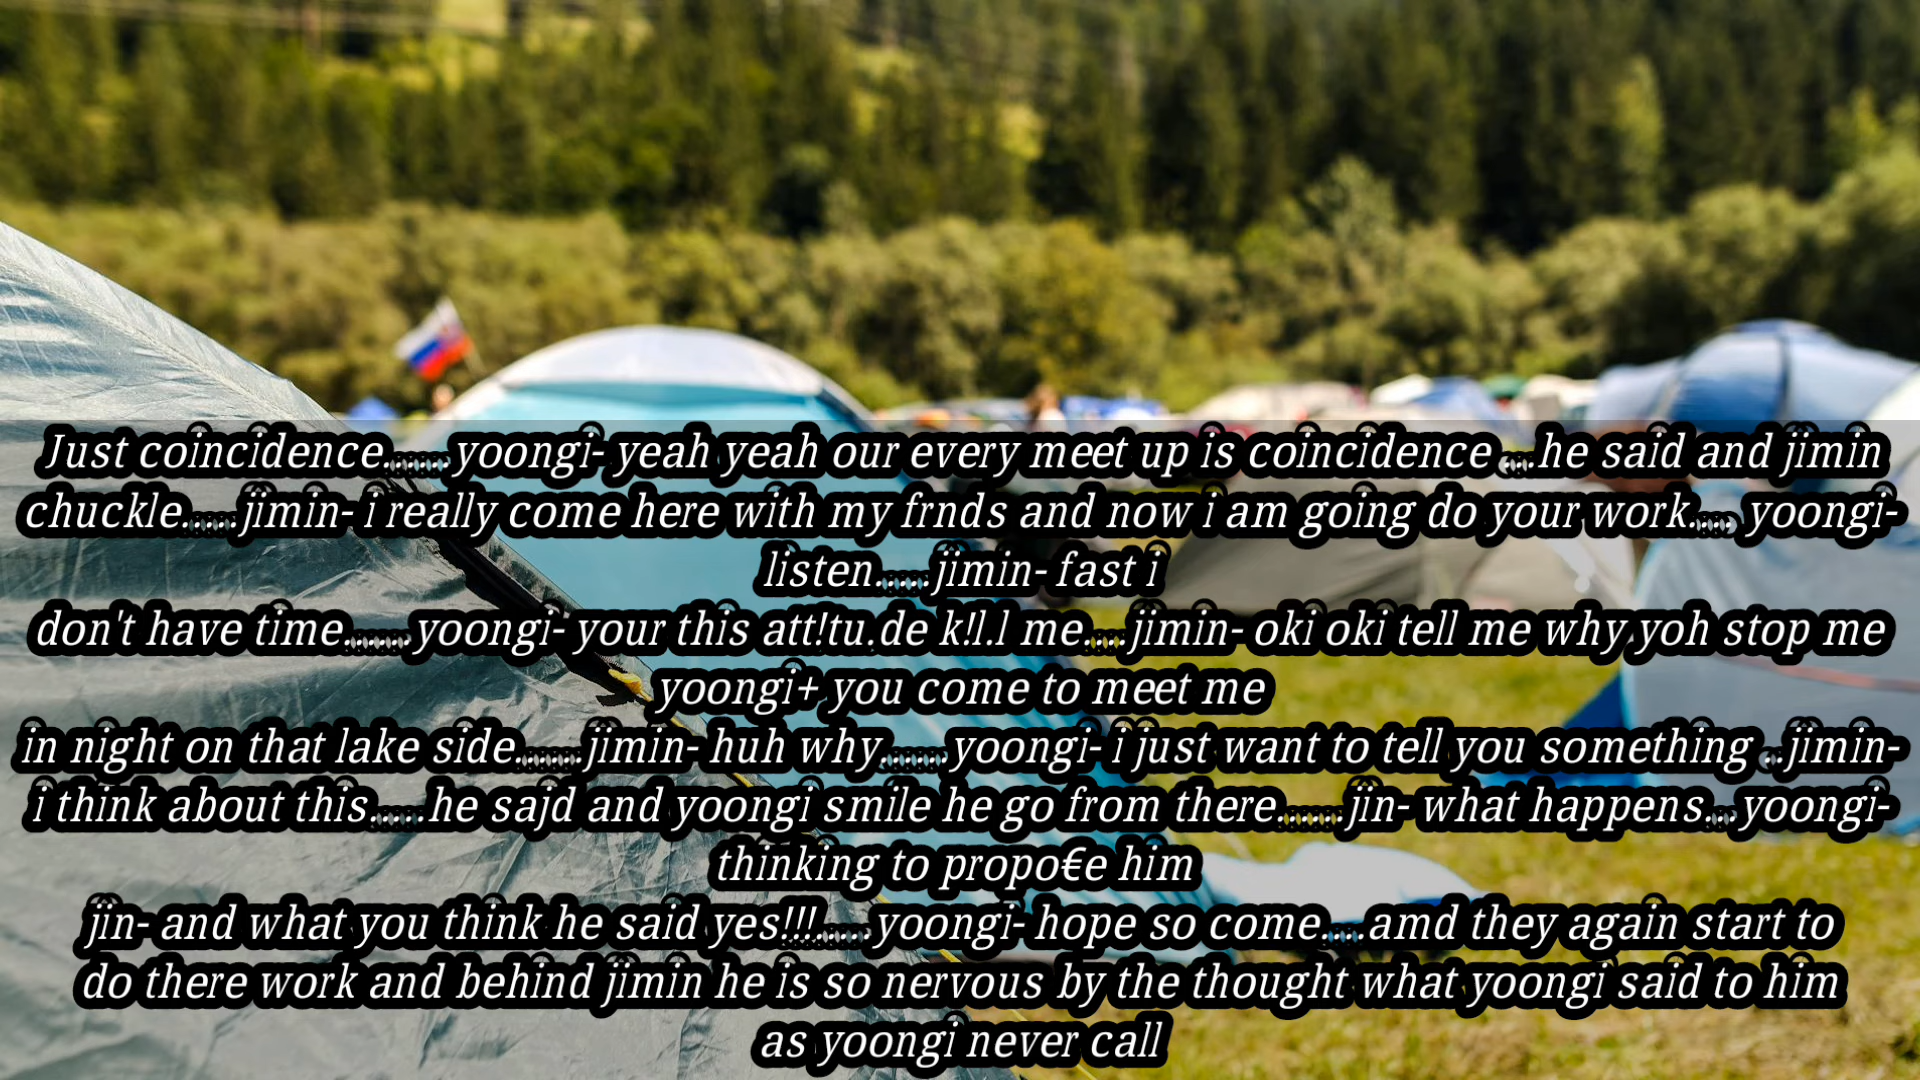 Just coincidence........yoongi- yeah yeah our every meet up is coincidence ....he said and jimin
chuckle......jimin- i really come here with my frnds and now i am going do your work..... yoongi-
listen......jimin- fast i
don't have time........yoongi- your this att!tu.de k!l.l me.....jimin- oki oki tell me why yoh stop me
yoongi+ you come to meet me
in night on that lake side........jimin- huh why........yoongi- i just want to tell you something ..jimin-
i think about this......he sajd and yoongi smile he go from there........jin- what happens....yoongi-
thinking to propo€e him
jin- and what you think he said yes!!!......yoongi- hope so come.....amd they again start to
do there work and behind jimin he is so nervous by the thought what yoongi said to him
as yoongi never call